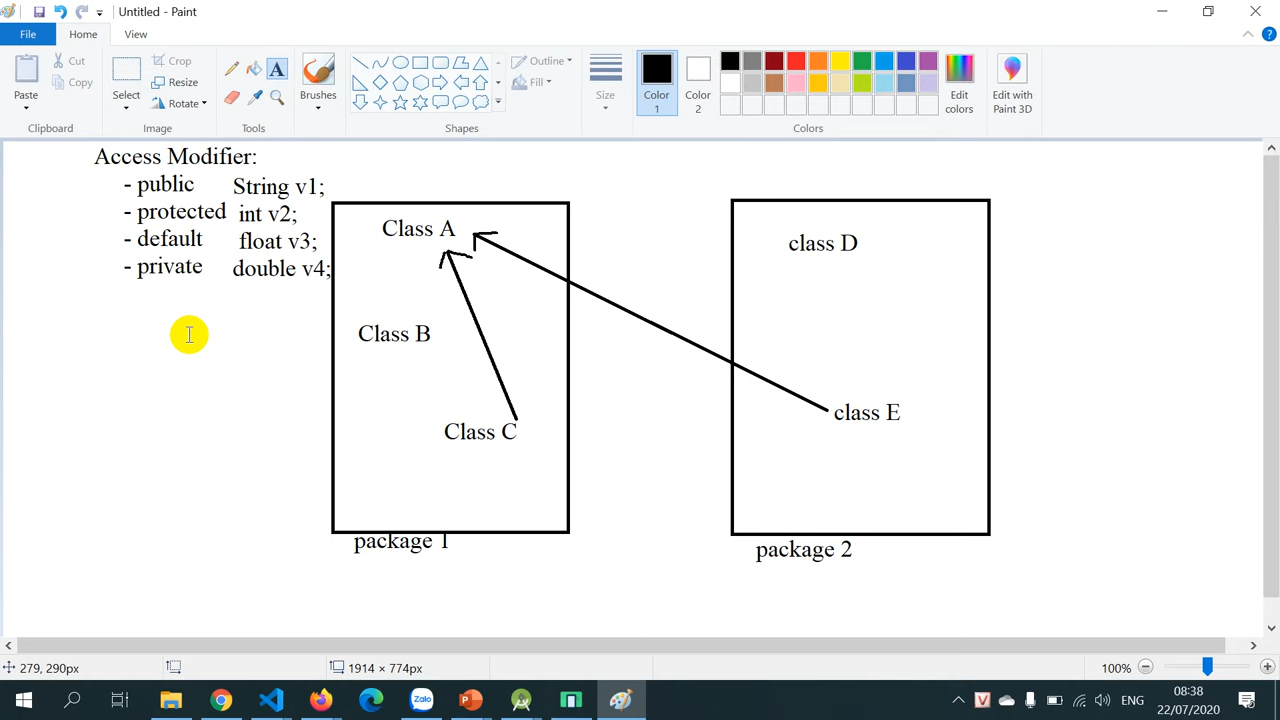 Untitled - Paint
File
Home
View
Paste
Cut
Copy
Clipboard
Select
Crop
Resize
Rotate
Image
A
Tools
Brushes
Outline
Fill
Shapes
Size
Color 1
Color 2
Colors
Edit colors
Edit with Paint 3D
Access Modifier:
- public String v1;
- protected int v2;
- default float v3;
- private double v4;
Class A
Class B
Class C
package 1
class D
class E
package 2
279, 290px
1914 × 774px
100%
Zalo
ENG
08:38
22/07/2020